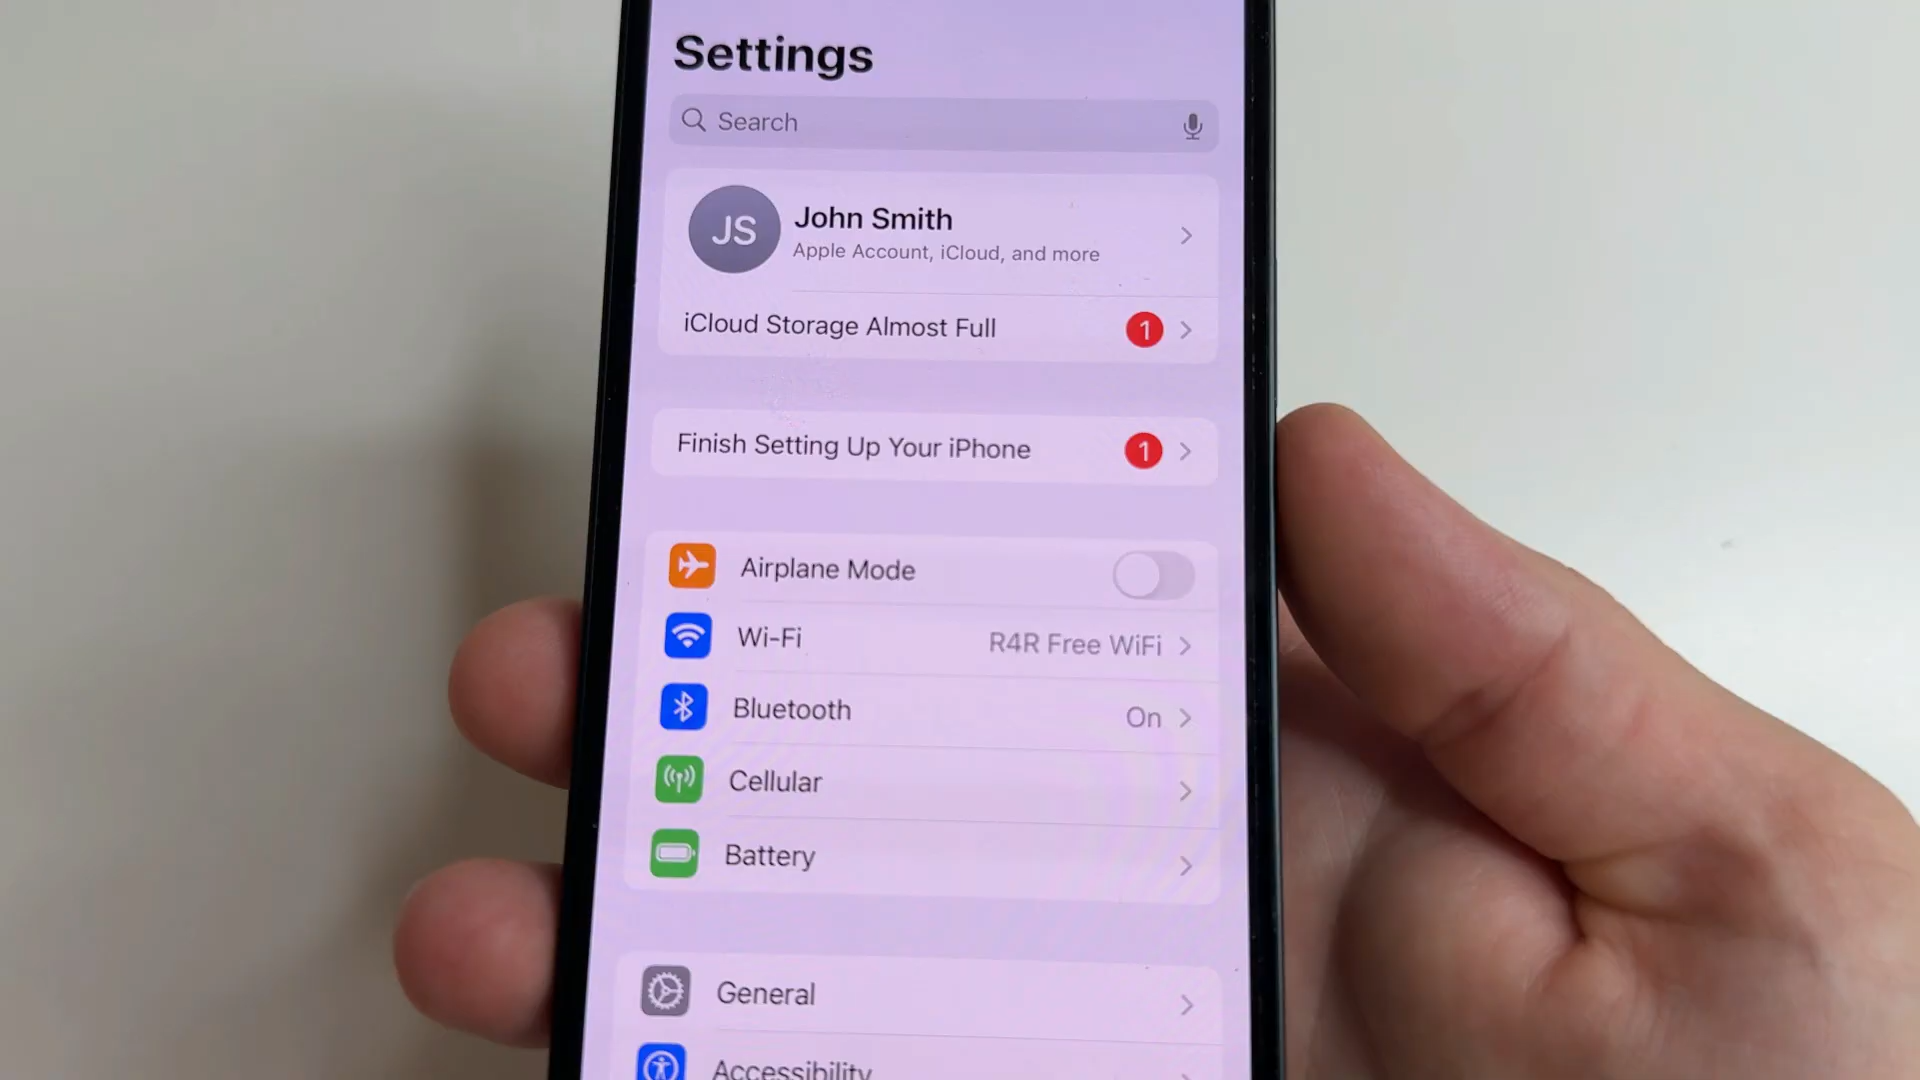 Settings
Search
JS
John Smith
Apple Account, iCloud, and more
iCloud Storage Almost Full
1
Finish Setting Up Your iPhone
1
Airplane Mode
Wi-Fi
R4R Free WiFi
Bluetooth
On
Cellular
Battery
General
Accessibility